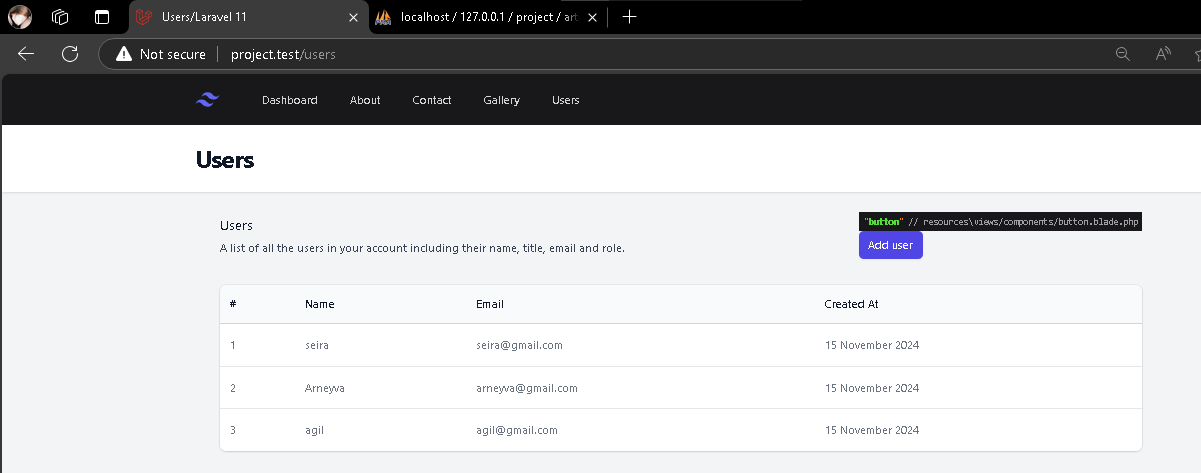 Users/Laravel 11
localhost / 127.0.0.1 / project / art
Not secure
project.test/users
Dashboard
About
Contact
Gallery
Users
Users
Users
A list of all the users in your account including their name, title, email and role.
"button" // resources\views/components/button.blade.php
Add user
# Name Email Created At
1 seira seira@gmail.com 15 November 2024
2 Arneyva arneyva@gmail.com 15 November 2024
3 agil agil@gmail.com 15 November 2024